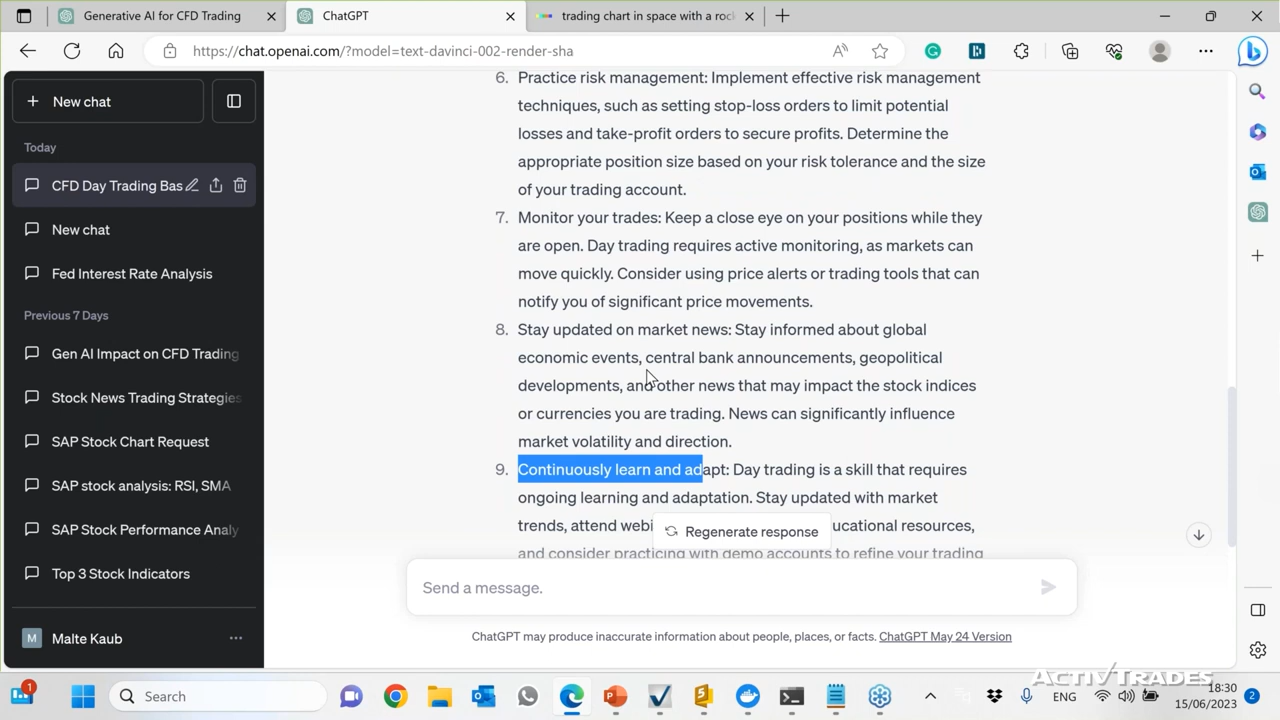 Generative AI for CFD Trading
ChatGPT
trading chart in space with a rock
https://chat.openai.com/?model=text-davinci-002-render-sha
New chat
Today
CFD Day Trading Bas
New chat
Fed Interest Rate Analysis
Previous 7 Days
Gen AI Impact on CFD Trading
Stock News Trading Strategies
SAP Stock Chart Request
SAP stock analysis: RSI, SMA
SAP Stock Performance Analy
Top 3 Stock Indicators
M Malte Kaub
6. Practice risk management: Implement effective risk management
techniques, such as setting stop-loss orders to limit potential
losses and take-profit orders to secure profits. Determine the
appropriate position size based on your risk tolerance and the size
of your trading account.
7. Monitor your trades: Keep a close eye on your positions while they
are open. Day trading requires active monitoring, as markets can
move quickly. Consider using price alerts or trading tools that can
notify you of significant price movements.
8. Stay updated on market news: Stay informed about global
economic events, central bank announcements, geopolitical
developments, and other news that may impact the stock indices
or currencies you are trading. News can significantly influence
market volatility and direction.
9. Continuously learn and adapt: Day trading is a skill that requires
ongoing learning and adaptation. Stay updated with market
trends, attend webi ucational resources,
and consider practicing with demo accounts to refine your trading
Regenerate response
Send a message.
ChatGPT may produce inaccurate information about people, places, or facts. ChatGPT May 24 Version
ACTIVTRADES
1
Search
ENG
18:30
15/06/2023
2